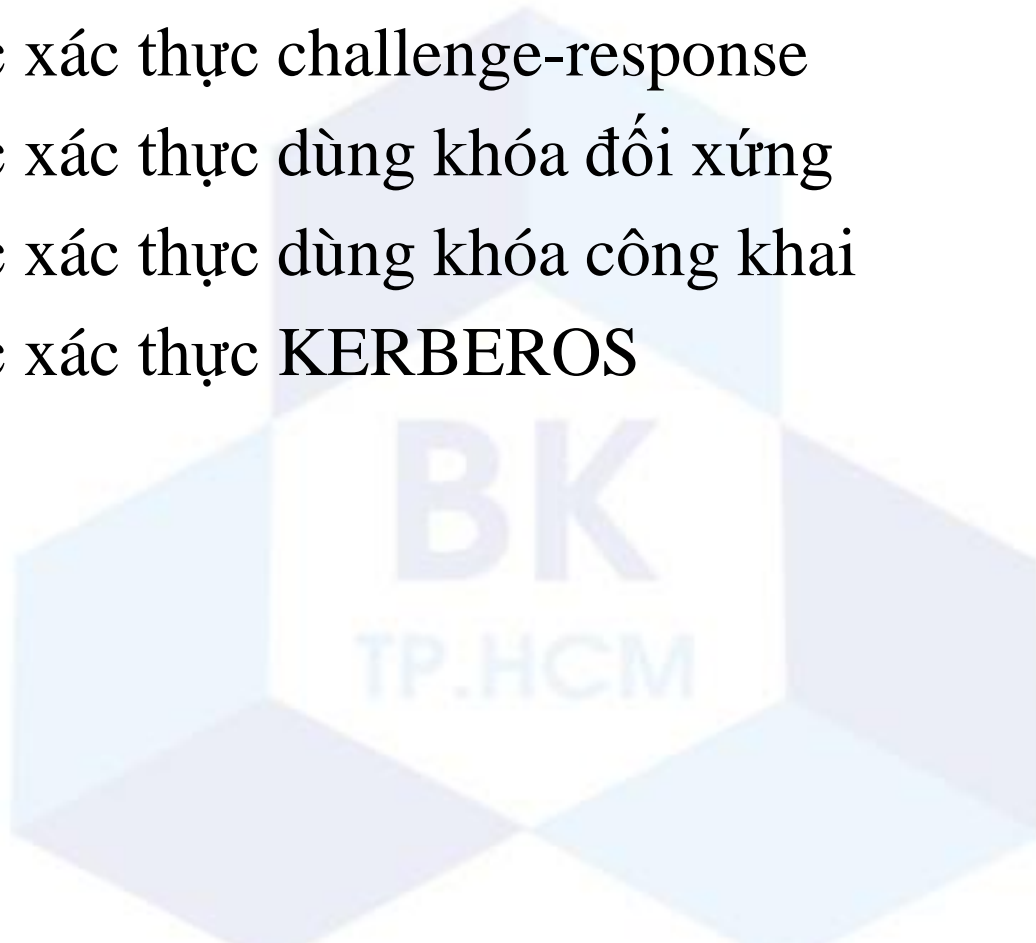 xác thực challenge-response
xác thực dùng khóa đối xứng
xác thực dùng khóa công khai
xác thực KERBEROS
BK
TP.HCM